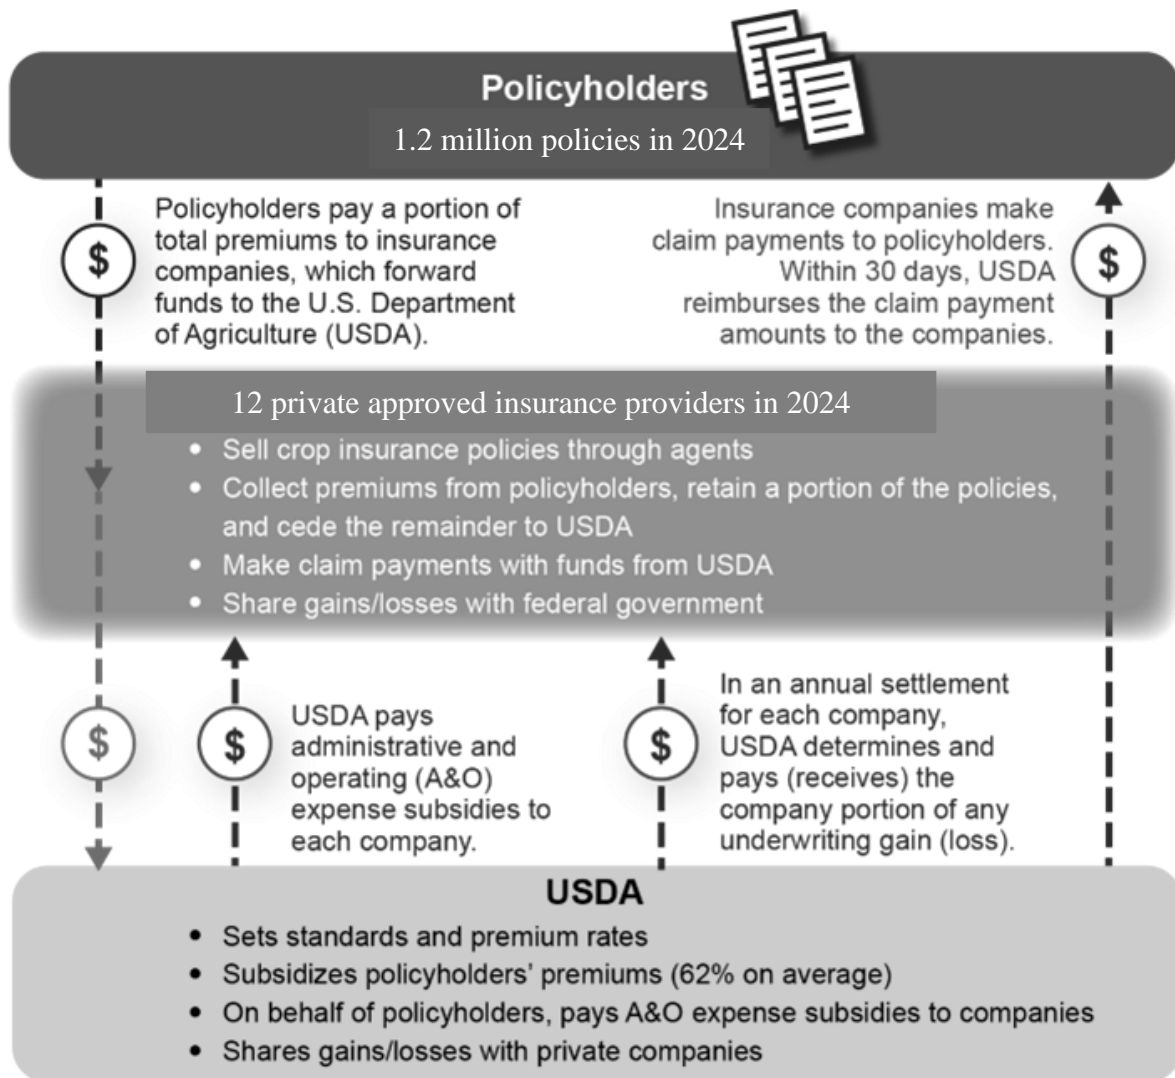 Policyholders
1.2 million policies in 2024
Policyholders pay a portion of
total premiums to insurance
companies, which forward
funds to the U.S. Department
of Agriculture (USDA).
$
Insurance companies make
claim payments to policyholders.
Within 30 days, USDA
reimburses the claim payment
amounts to the companies.
$
12 private approved insurance providers in 2024
• Sell crop insurance policies through agents
• Collect premiums from policyholders, retain a portion of the policies,
and cede the remainder to USDA
• Make claim payments with funds from USDA
• Share gains/losses with federal government
$
$
USDA pays
administrative and
operating (A&O)
expense subsidies to
each company.
$
In an annual settlement
for each company,
USDA determines and
pays (receives) the
company portion of any
underwriting gain (loss).
USDA
• Sets standards and premium rates
• Subsidizes policyholders’ premiums (62% on average)
• On behalf of policyholders, pays A&O expense subsidies to companies
• Shares gains/losses with private companies